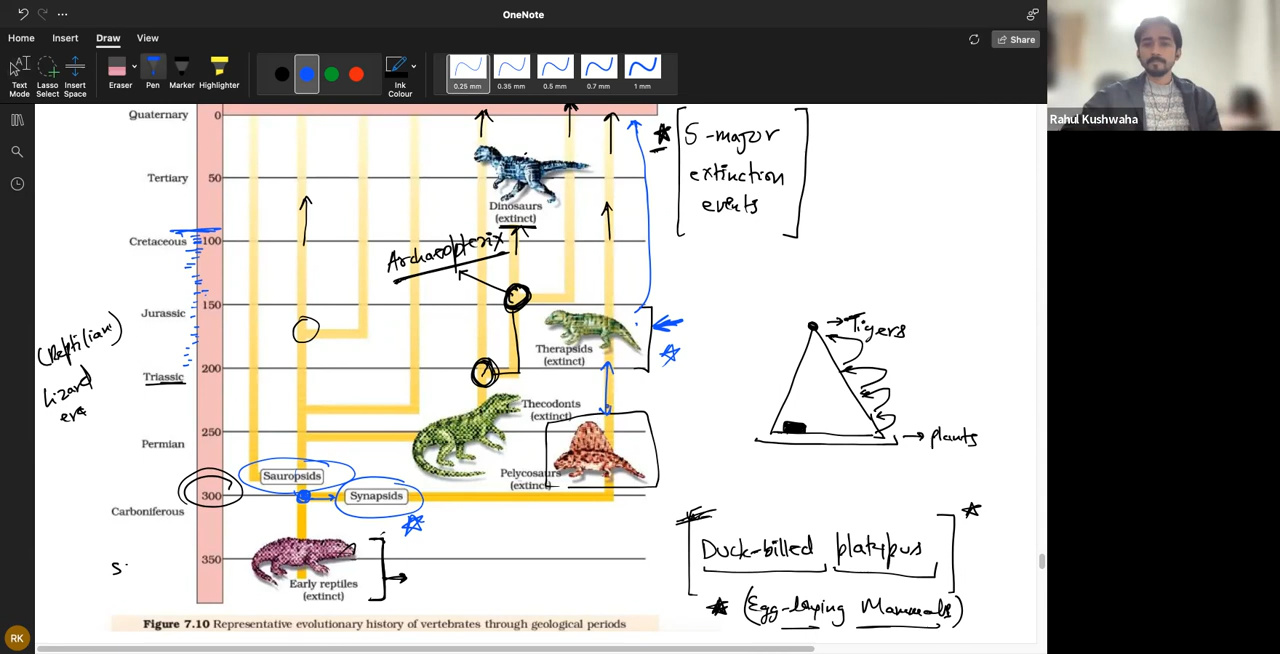 OneNote
Home Insert Draw View
Share
Text Mode
Lasso Select
Insert Space
Eraser
Pen
Marker
Highlighter
Ink Colour
0.25 mm
0.35 mm
0.5 mm
0.7 mm
1 mm
Rahul Kushwaha
Quaternary 0
Tertiary 50
Cretaceous 100
Jurassic 150
200
Triassic
Permian 250
300
Carboniferous
350
Dinosaurs
(extinct)
Archaeopterix
Therapsids
(extinct)
Thecodonts
(extinct)
Pelycosaurs
(extinct)
Sauropsids
Synapsids
Early reptiles
(extinct)
(Reptilian)
lizard
era
S
5-major
extinction
events
Tigers
plants
Duck-billed platypus
(Egg-laying Mammals)
Figure 7.10 Representative evolutionary history of vertebrates through geological periods
RK